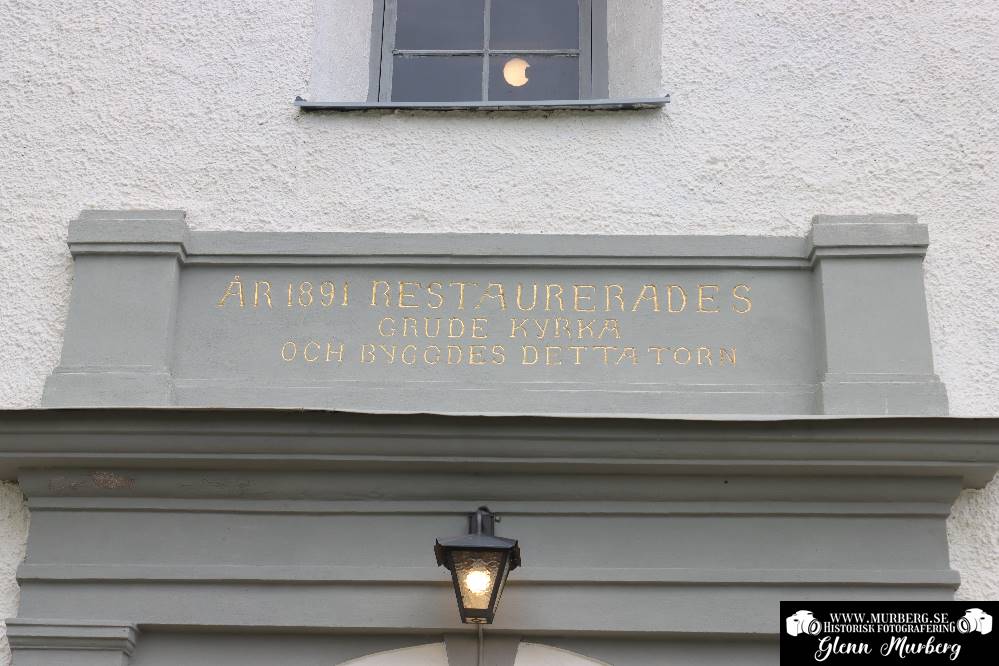 ÅR 1891 RESTAURERADES
GRUDE KYRKA
OCH BYGGDES DETTA TORN
WWW.MURBERG.SE
HISTORISK FOTOGRAFERING
Glenn Murberg